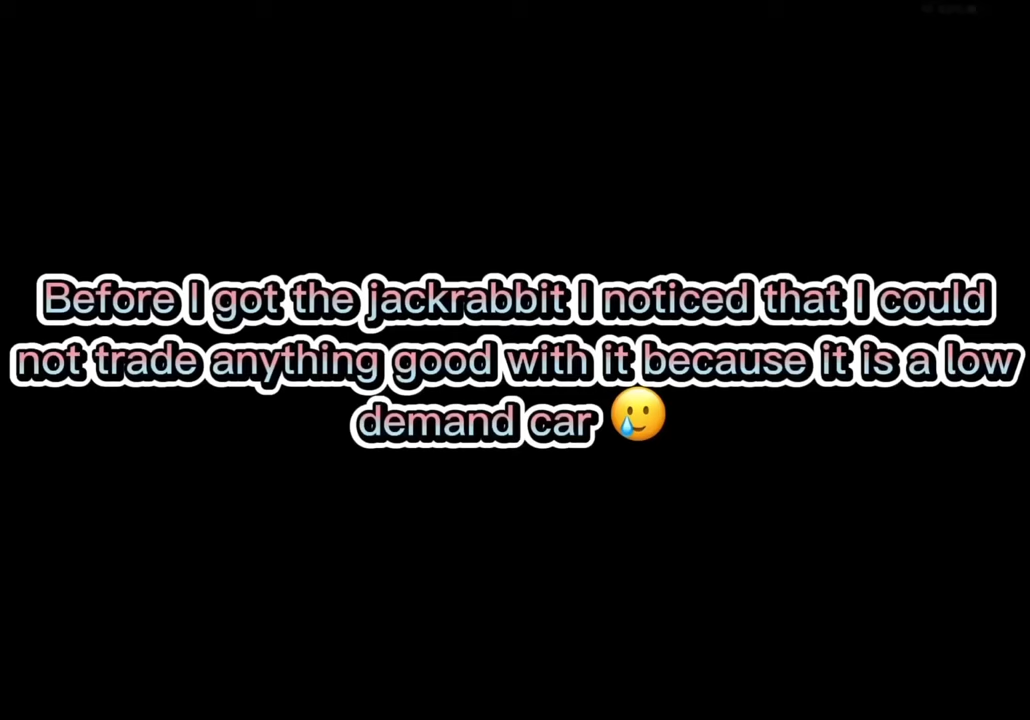 Before I got the jackrabbit I noticed that I could
not trade anything good with it because it is a low
demand car 🥲